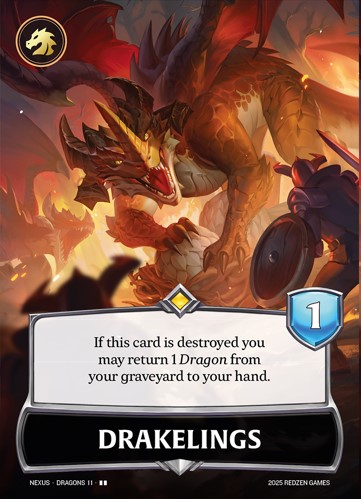 1
If this card is destroyed you
may return 1 Dragon from
your graveyard to your hand.
DRAKELINGS
NEXUS · DRAGONS II · ▮▮
2025 REDZEN GAMES